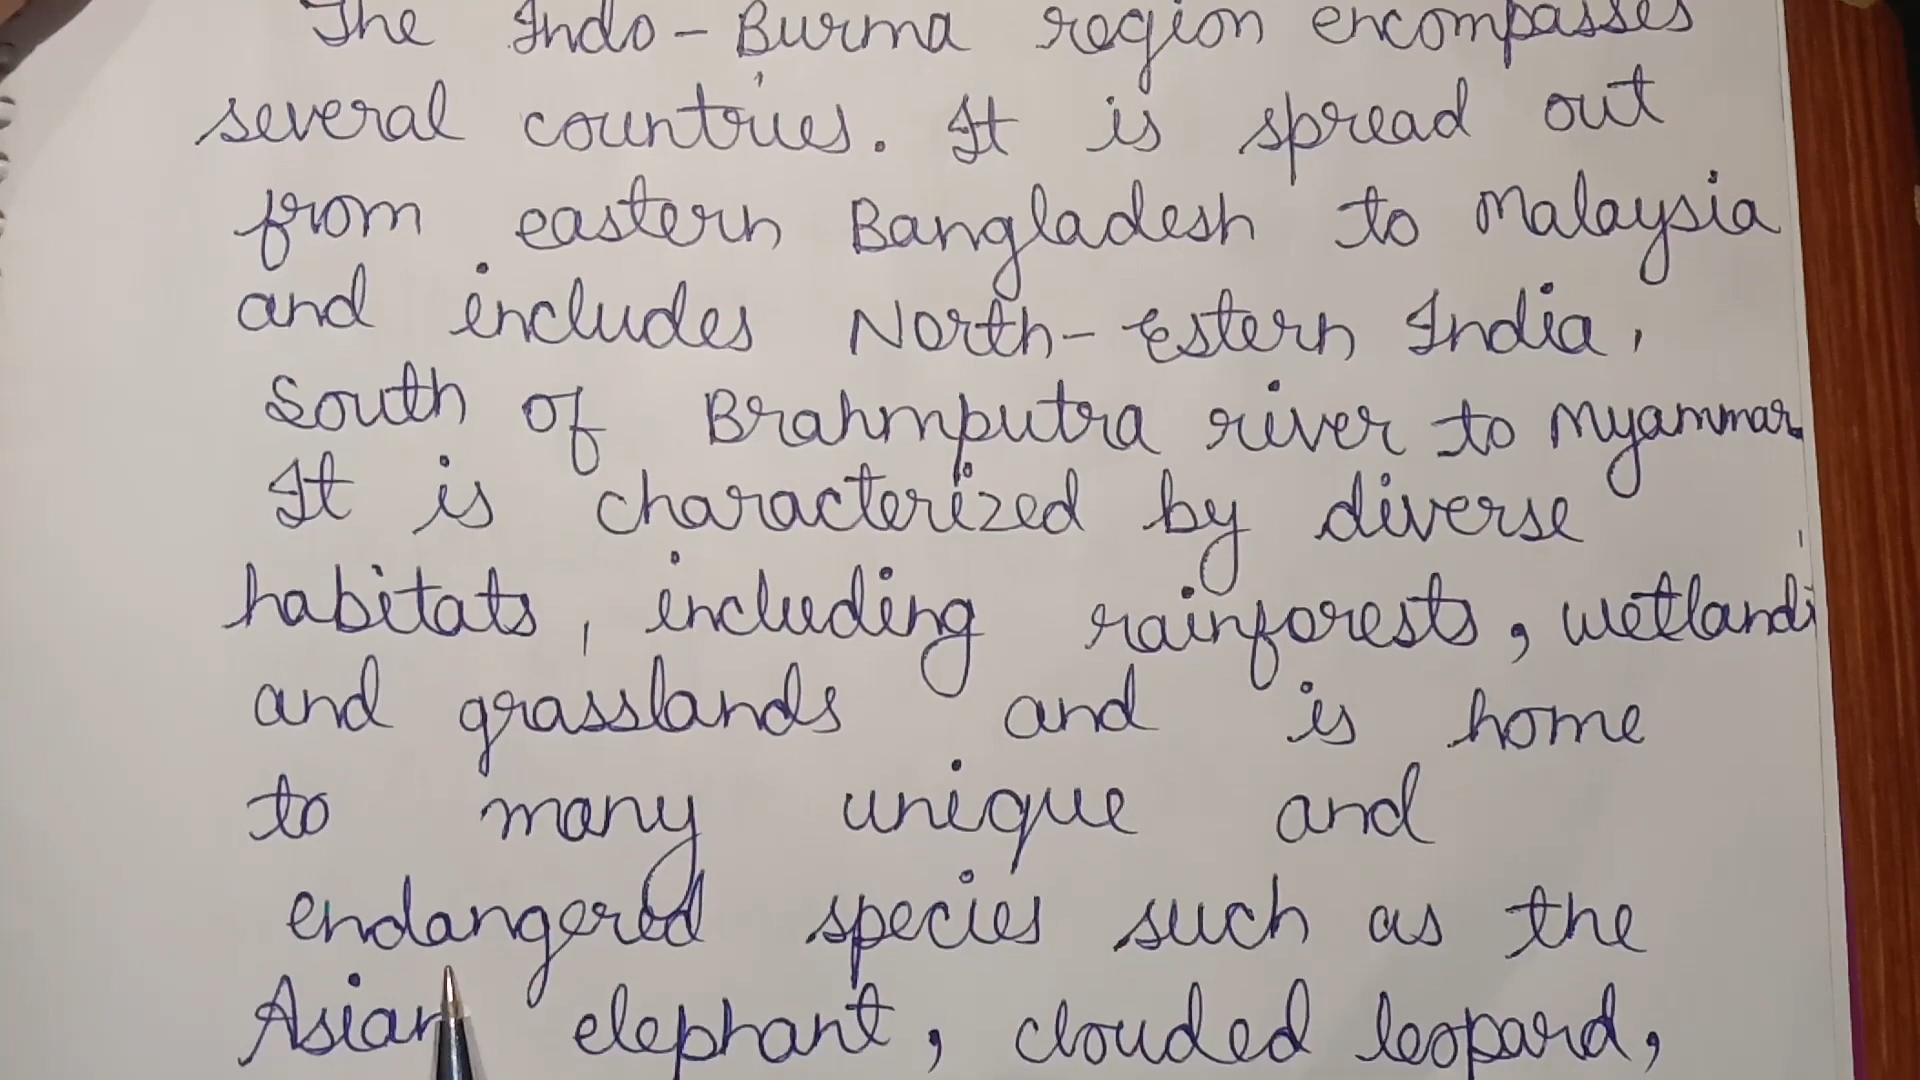 The Indo-Burma region encompasses
several countries. It is spread out
from eastern Bangladesh to Malaysia
and includes North-Estern India,
South of Brahmputra river to Myammar.
It is characterized by diverse
habitats, including rainforests, wetlands
and grasslands and is home
to many unique and
endangered species such as the
Asian elephant, clouded leopard,